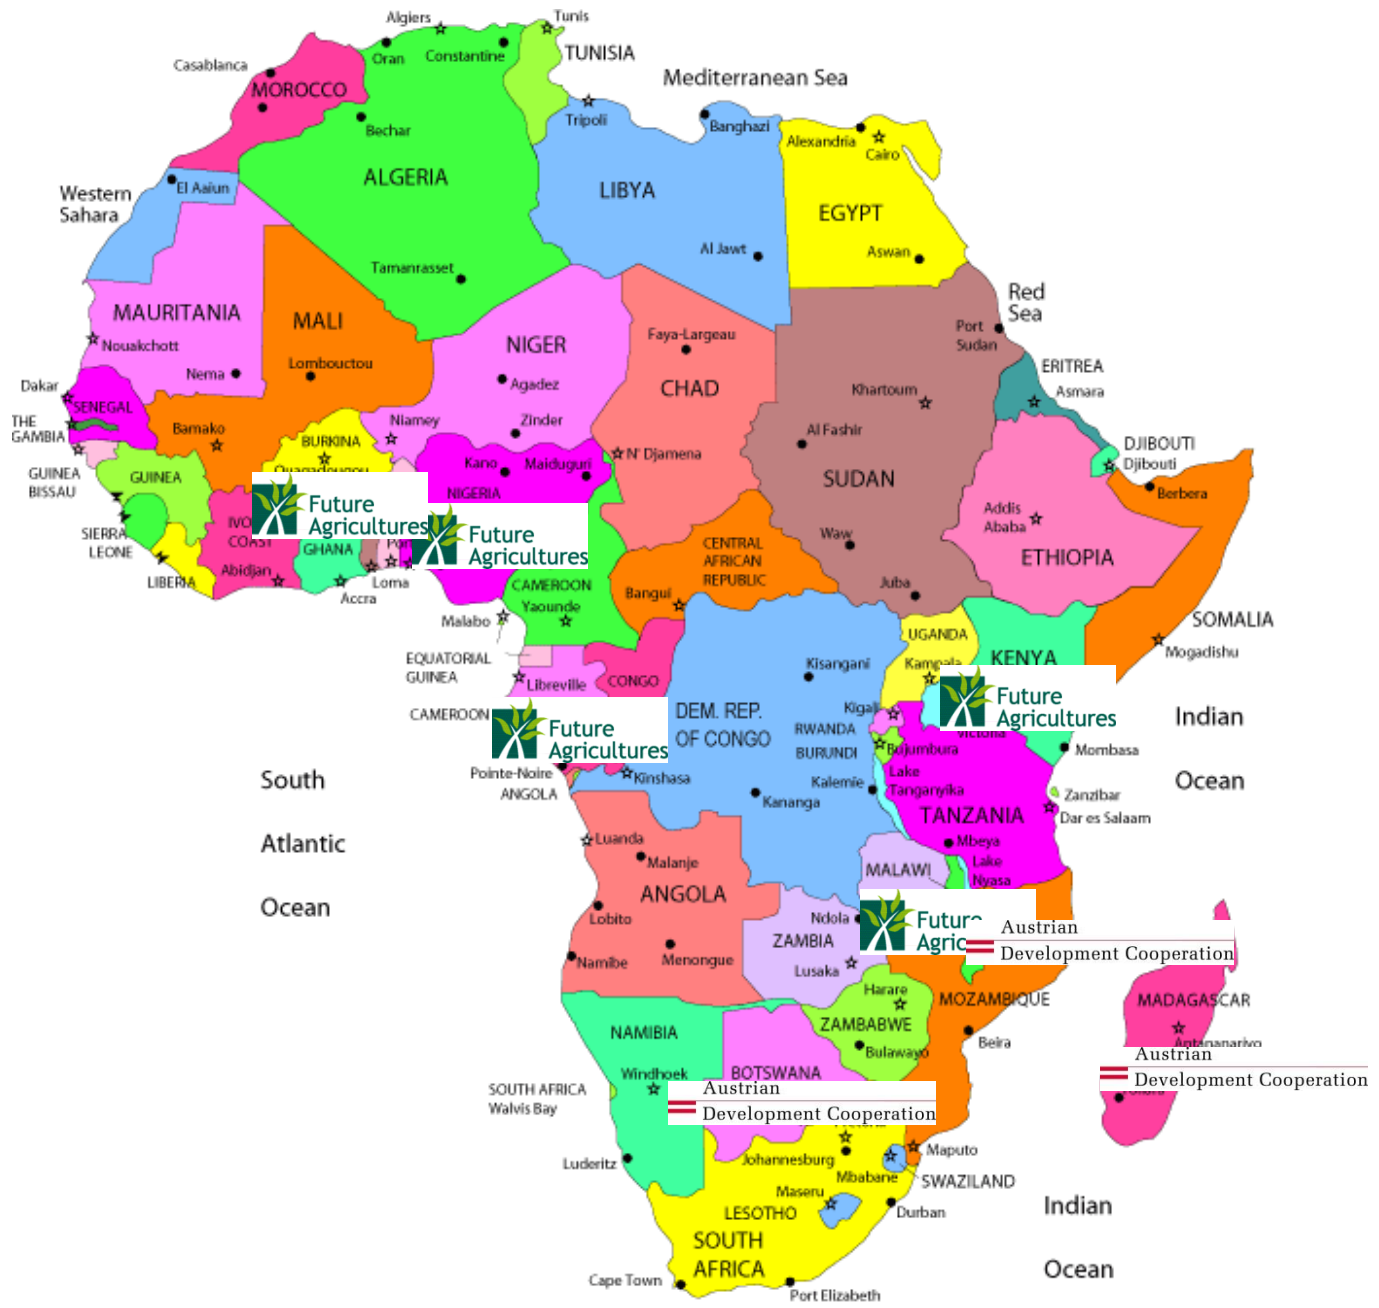 Algiers
Tunis
Oran
Constantine
TUNISIA
Casablanca
MOROCCO
Mediterranean Sea
Tripoli
Banghazi
Bechar
Alexandria
Cairo
ALGERIA
LIBYA
Western
Sahara
El Aaiun
EGYPT
Al Jawt
Aswan
Tamanrasset
Red
Sea
MAURITANIA
MALI
NIGER
Faya-Largeau
Port
Sudan
Nouakchott
Nema
Lombouctou
Agadez
CHAD
Khartoum
ERITREA
Asmara
Dakar
SENEGAL
THE
GAMBIA
Bamako
Niamey
Zinder
BURKINA
Ouagadougou
Al Fashir
N' Djamena
DJIBOUTI
Djibouti
GUINEA
BISSAU
GUINEA
Kano
Maiduguri
NIGERIA
SUDAN
Berbera
Future
Agricultures
Future
Agricultures
Addis
Ababa
SIERRA
LEONE
COAST
GHANA
Waw
CENTRAL
AFRICAN
REPUBLIC
ETHIOPIA
LIBERIA
Abidjan
Loma
Accra
CAMEROON
Yaounde
Bangui
Juba
Malabo
SOMALIA
Mogadishu
UGANDA
Kampala
KENYA
EQUATORIAL
GUINEA
Libreville
CONGO
Kisangani
Future
Agricultures
CAMEROON
Future
Agricultures
DEM. REP.
OF CONGO
Kigali
RWANDA
BURUNDI
Bujumbura
Victoria
Mombasa
Indian
Ocean
South
Atlantic
Ocean
Pointe-Noire
ANGOLA
Kinshasa
Kananga
Kalemie
Lake
Tanganyika
TANZANIA
Zanzibar
Dar es Salaam
Mbeya
Luanda
Malanje
ANGOLA
MALAWI
Lake
Nyasa
Lobito
Menongue
Namibe
Ndola
ZAMBIA
Lusaka
Future
Agric
Austrian
Development Cooperation
Harare
MOZAMBIQUE
MADAGASCAR
Antananarivo
NAMIBIA
ZAMBABWE
Bulawayo
Beira
Austrian
Development Cooperation
Windhoek
BOTSWANA
Austrian
Development Cooperation
SOUTH AFRICA
Walvis Bay
Luderitz
Johannesburg
Maputo
Mbabane
SWAZILAND
Maseru
LESOTHO
Durban
Indian
Ocean
SOUTH
AFRICA
Cape Town
Port Elizabeth